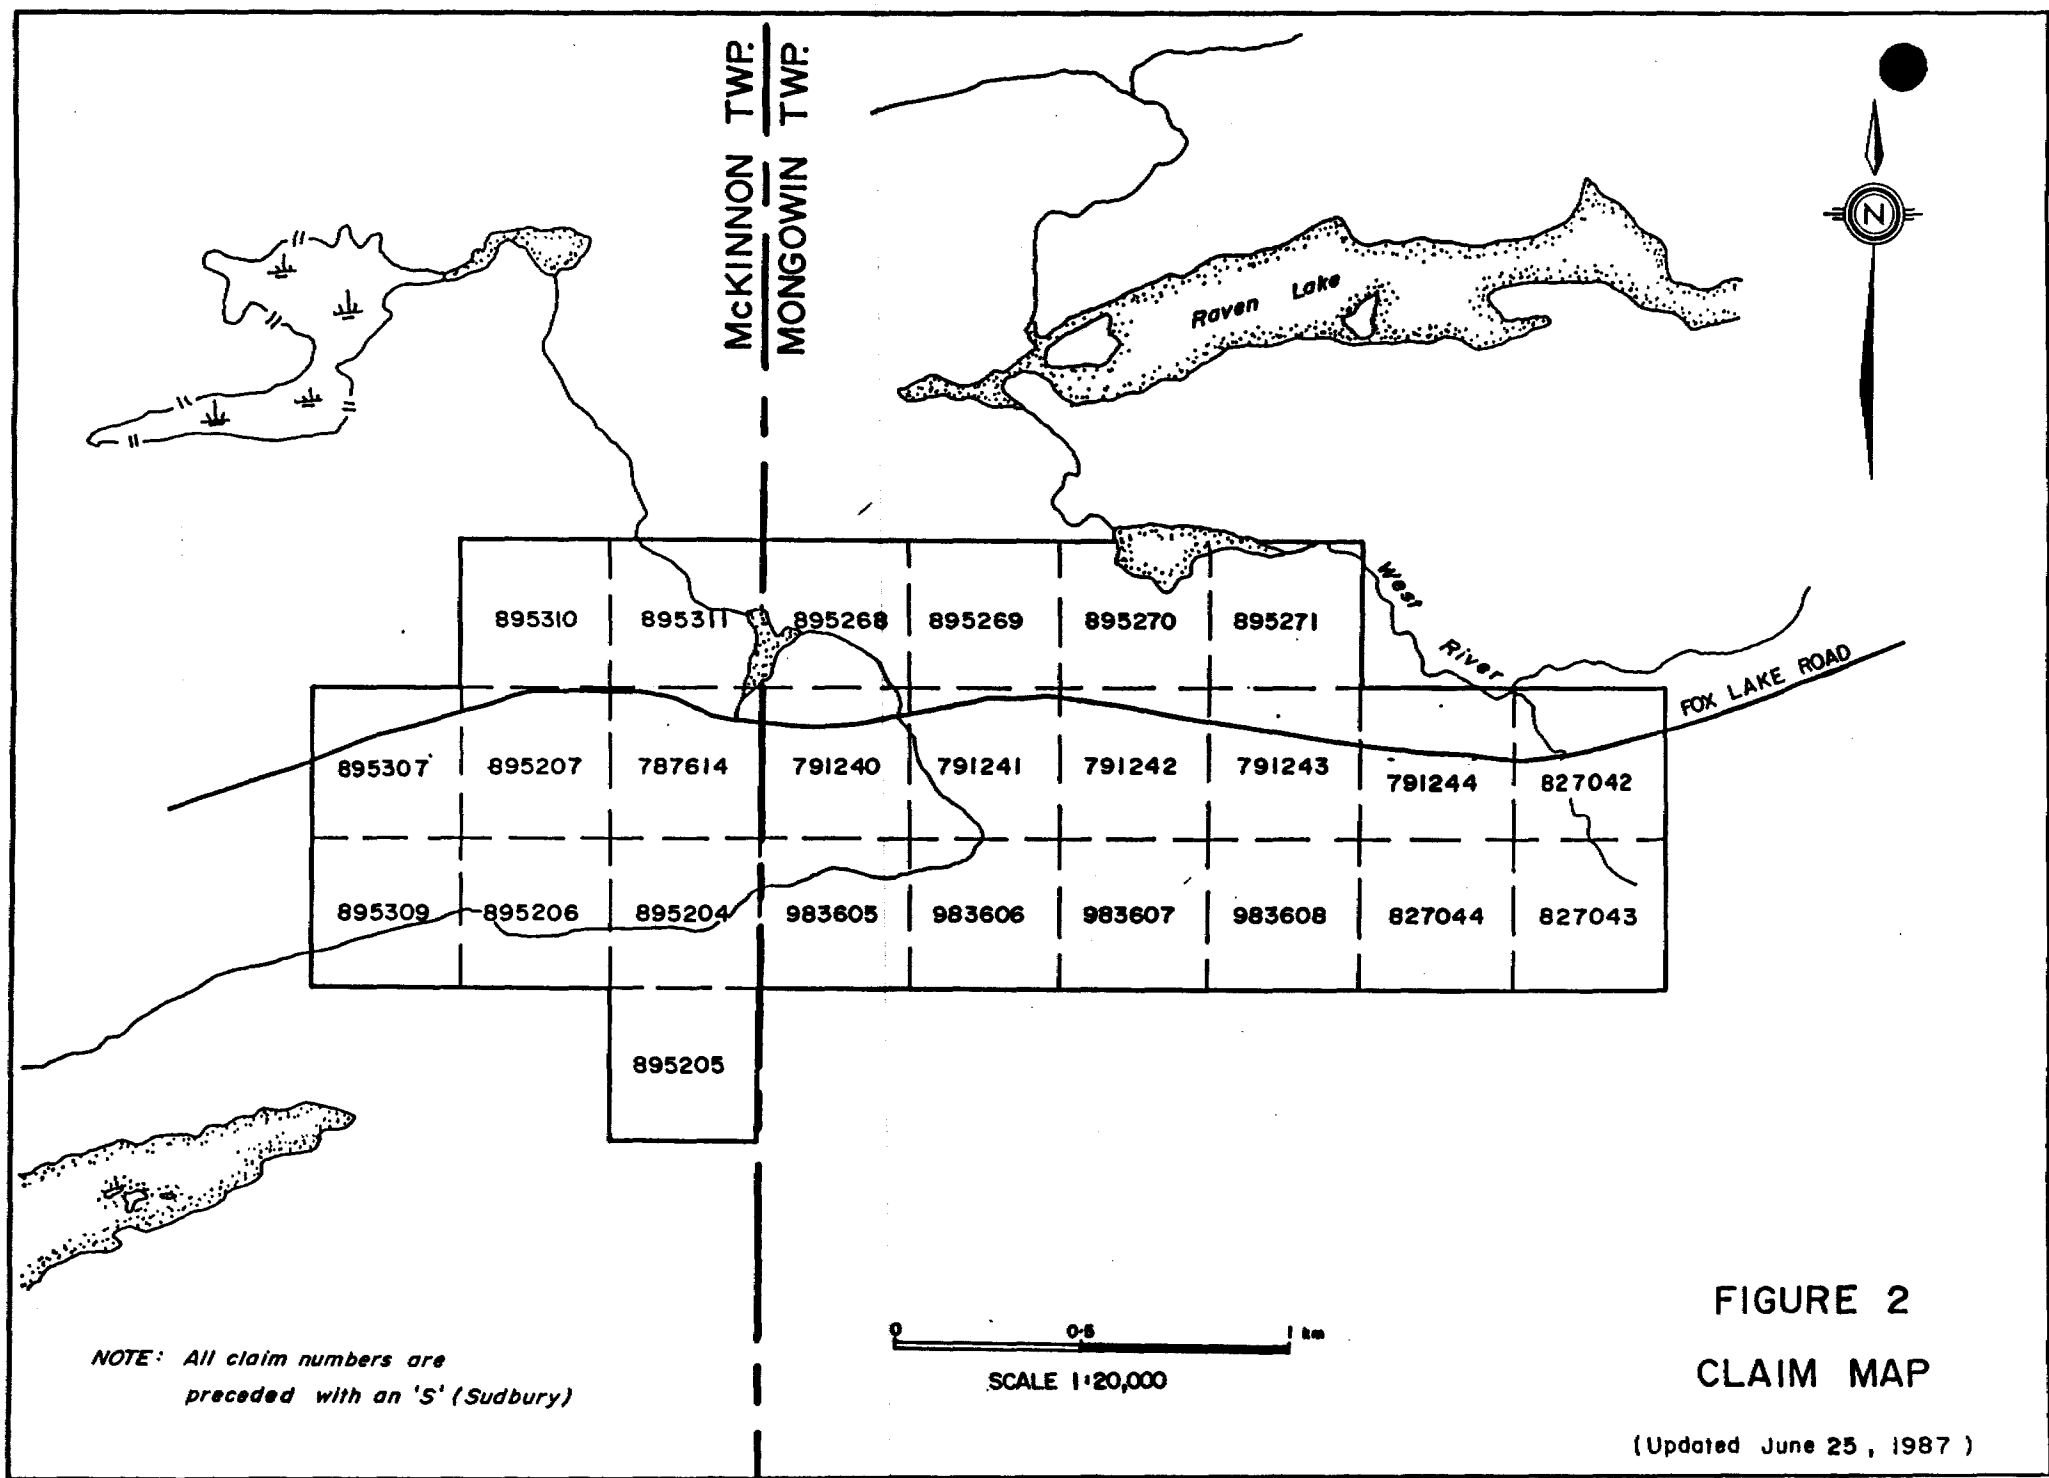 McKINNON TWP.
MONGOWIN TWP.
N
Raven Lake
West River
FOX LAKE ROAD
895310
895311
895268
895269
895270
895271
895307
895207
787614
791240
791241
791242
791243
791244
827042
895309
895206
895204
983605
983606
983607
983608
827044
827043
895205
0 0·5 1 km
SCALE 1:20,000
NOTE: All claim numbers are
preceded with an 'S' (Sudbury)
FIGURE 2
CLAIM MAP
(Updated June 25, 1987)